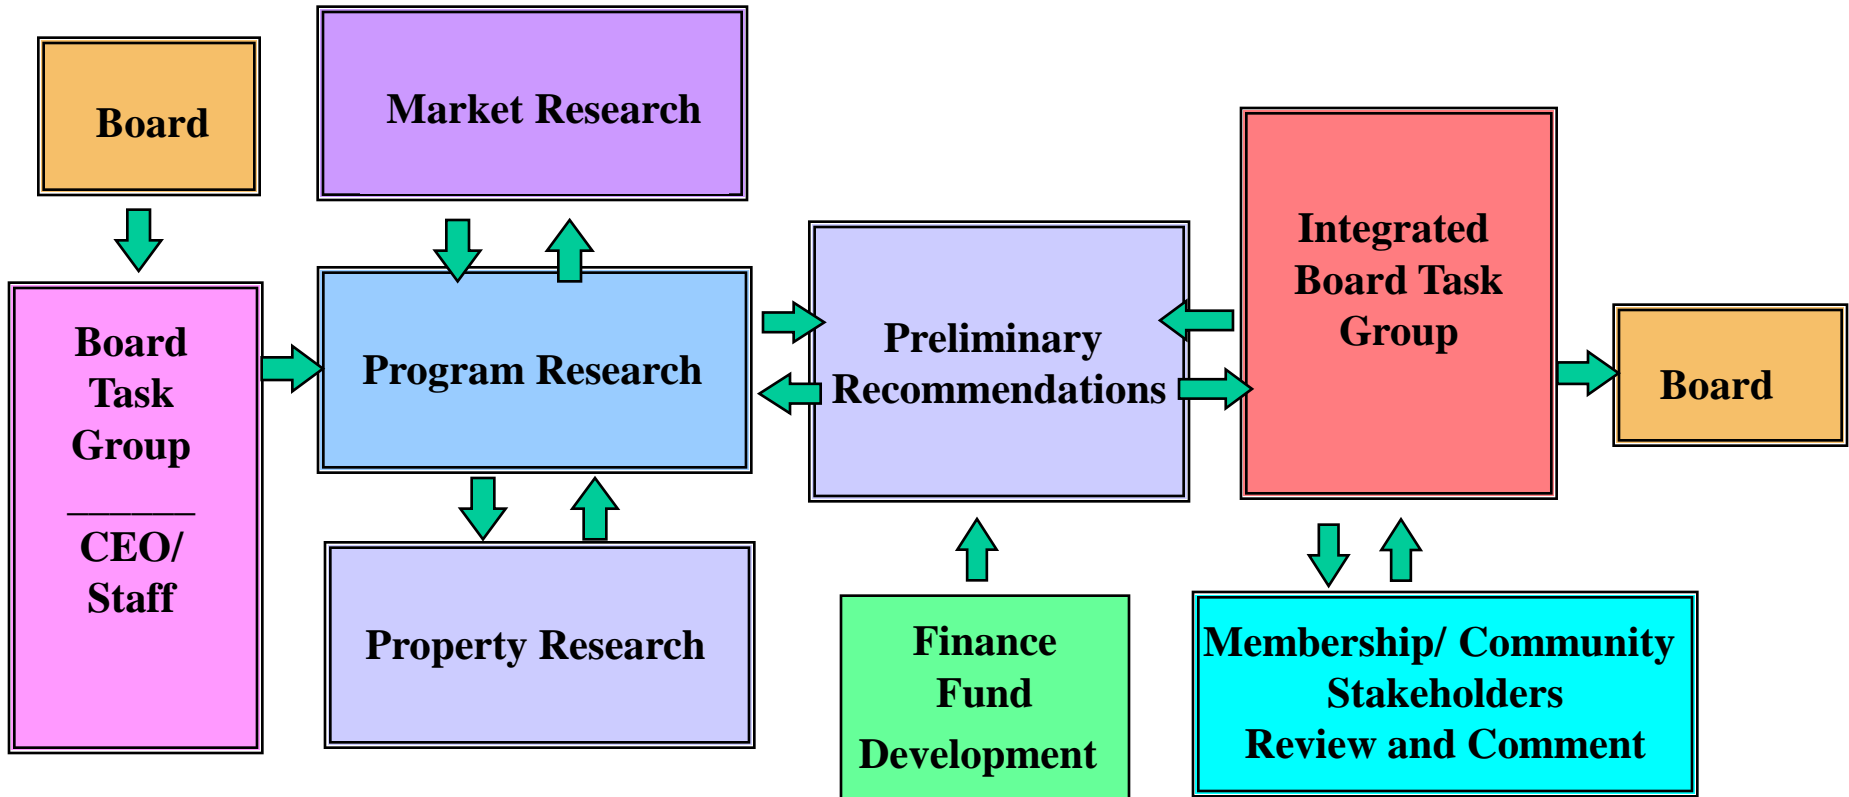 Board
Market Research
Board
Task
Group
______
CEO/
Staff
Program Research
Property Research
Preliminary
Recommendations
Finance
Fund
Development
Integrated
Board Task
Group
Membership/ Community
Stakeholders
Review and Comment
Board